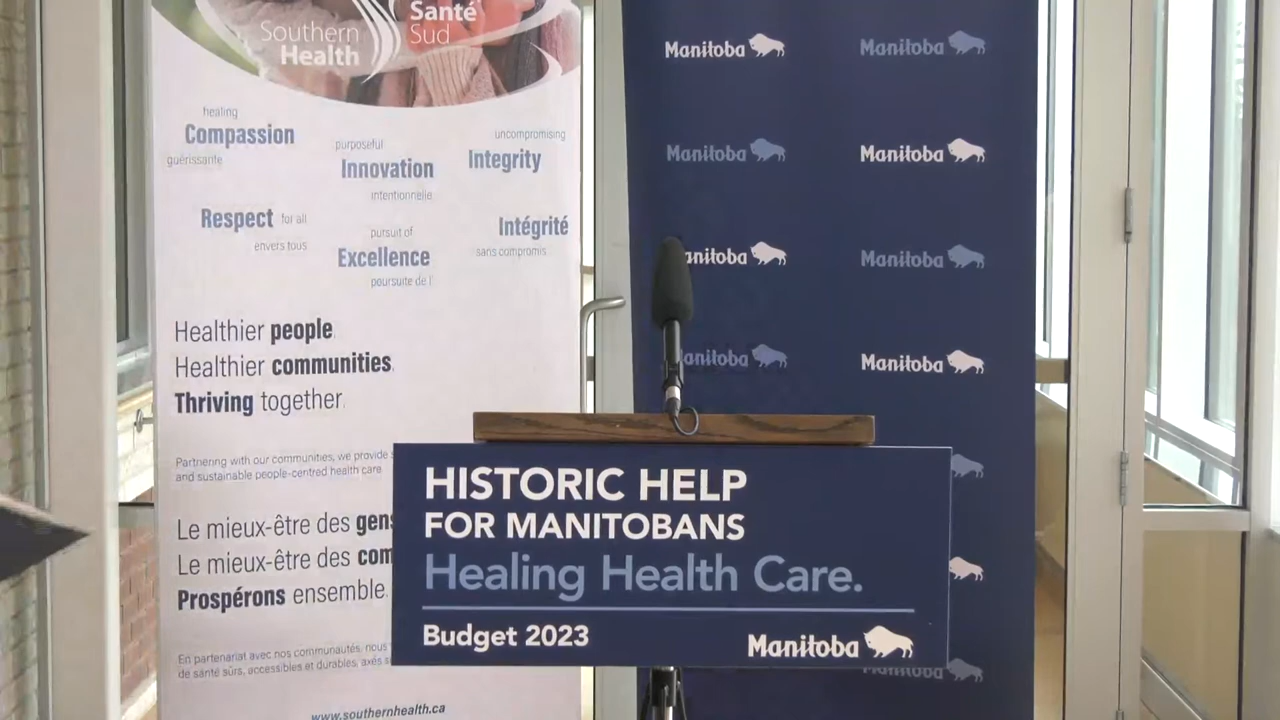 Southern
Health
Santé
Sud
healing
Compassion
guérissante
purposeful
Innovation
intentionnelle
uncompromising
Integrity
Respect for all
envers tous
pursuit of
Excellence
poursuite de l'
Intégrité
sans compromis
Healthier people.
Healthier communities.
Thriving together.
Partnering with our communities, we provide
and sustainable people-centred health care
Le mieux-être des gens
Le mieux-être des com
Prospérons ensemble.
En partenariat avec nos communautés, nous
de santé sûrs, accessibles et durables, axés
www.southernhealth.ca
Manitoba
Manitoba
Manitoba
Manitoba
anitoba
Manitoba
anitoba
Manitoba
HISTORIC HELP
FOR MANITOBANS
Healing Health Care.
Budget 2023
Manitoba
Manitoba